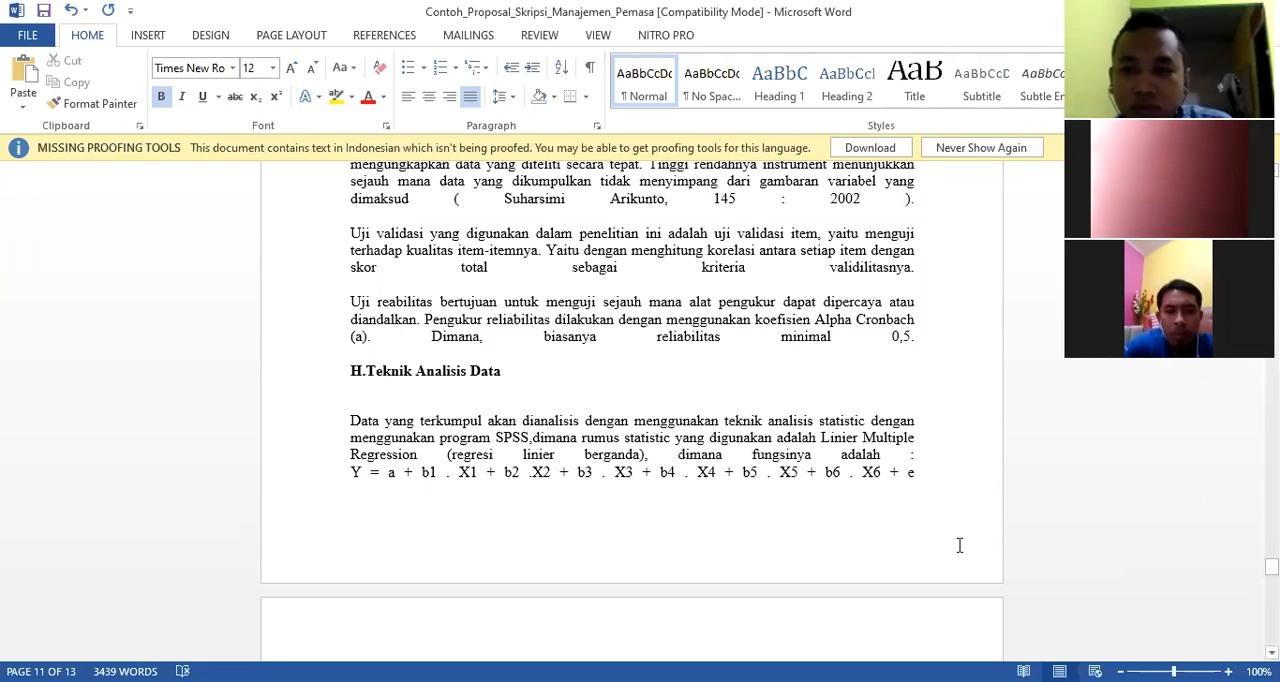 Contoh_Proposal_Skripsi_Manajemen_Pemasa [Compatibility Mode] - Microsoft Word
FILE HOME INSERT DESIGN PAGE LAYOUT REFERENCES MAILINGS REVIEW VIEW NITRO PRO
Paste
Cut
Copy
Format Painter
Clipboard
Times New Ro 12
Font
Paragraph
AaBbCcDc AaBbCcDc AaBbC AaBbCcI AaB AaBbCcD AaBbCcD
¶ Normal ¶ No Spac... Heading 1 Heading 2 Title Subtitle Subtle Em
Styles
MISSING PROOFING TOOLS This document contains text in Indonesian which isn't being proofed. You may be able to get proofing tools for this language. Download Never Show Again
mengungkapkan data yang diteliti secara tepat. Tinggi rendahnya instrument menunjukkan
sejauh mana data yang dikumpulkan tidak menyimpang dari gambaran variabel yang
dimaksud ( Suharsimi Arikunto, 145 : 2002 ).
Uji validasi yang digunakan dalam penelitian ini adalah uji validasi item, yaitu menguji
terhadap kualitas item-itemnya. Yaitu dengan menghitung korelasi antara setiap item dengan
skor total sebagai kriteria validilitasnya.
Uji reabilitas bertujuan untuk menguji sejauh mana alat pengukur dapat dipercaya atau
diandalkan. Pengukur reliabilitas dilakukan dengan menggunakan koefisien Alpha Cronbach
(a). Dimana, biasanya reliabilitas minimal 0,5.
H.Teknik Analisis Data
Data yang terkumpul akan dianalisis dengan menggunakan teknik analisis statistic dengan
menggunakan program SPSS,dimana rumus statistic yang digunakan adalah Linier Multiple
Regression (regresi linier berganda), dimana fungsinya adalah :
Y = a + b1 . X1 + b2 .X2 + b3 . X3 + b4 . X4 + b5 . X5 + b6 . X6 + e
PAGE 11 OF 13 3439 WORDS 100%